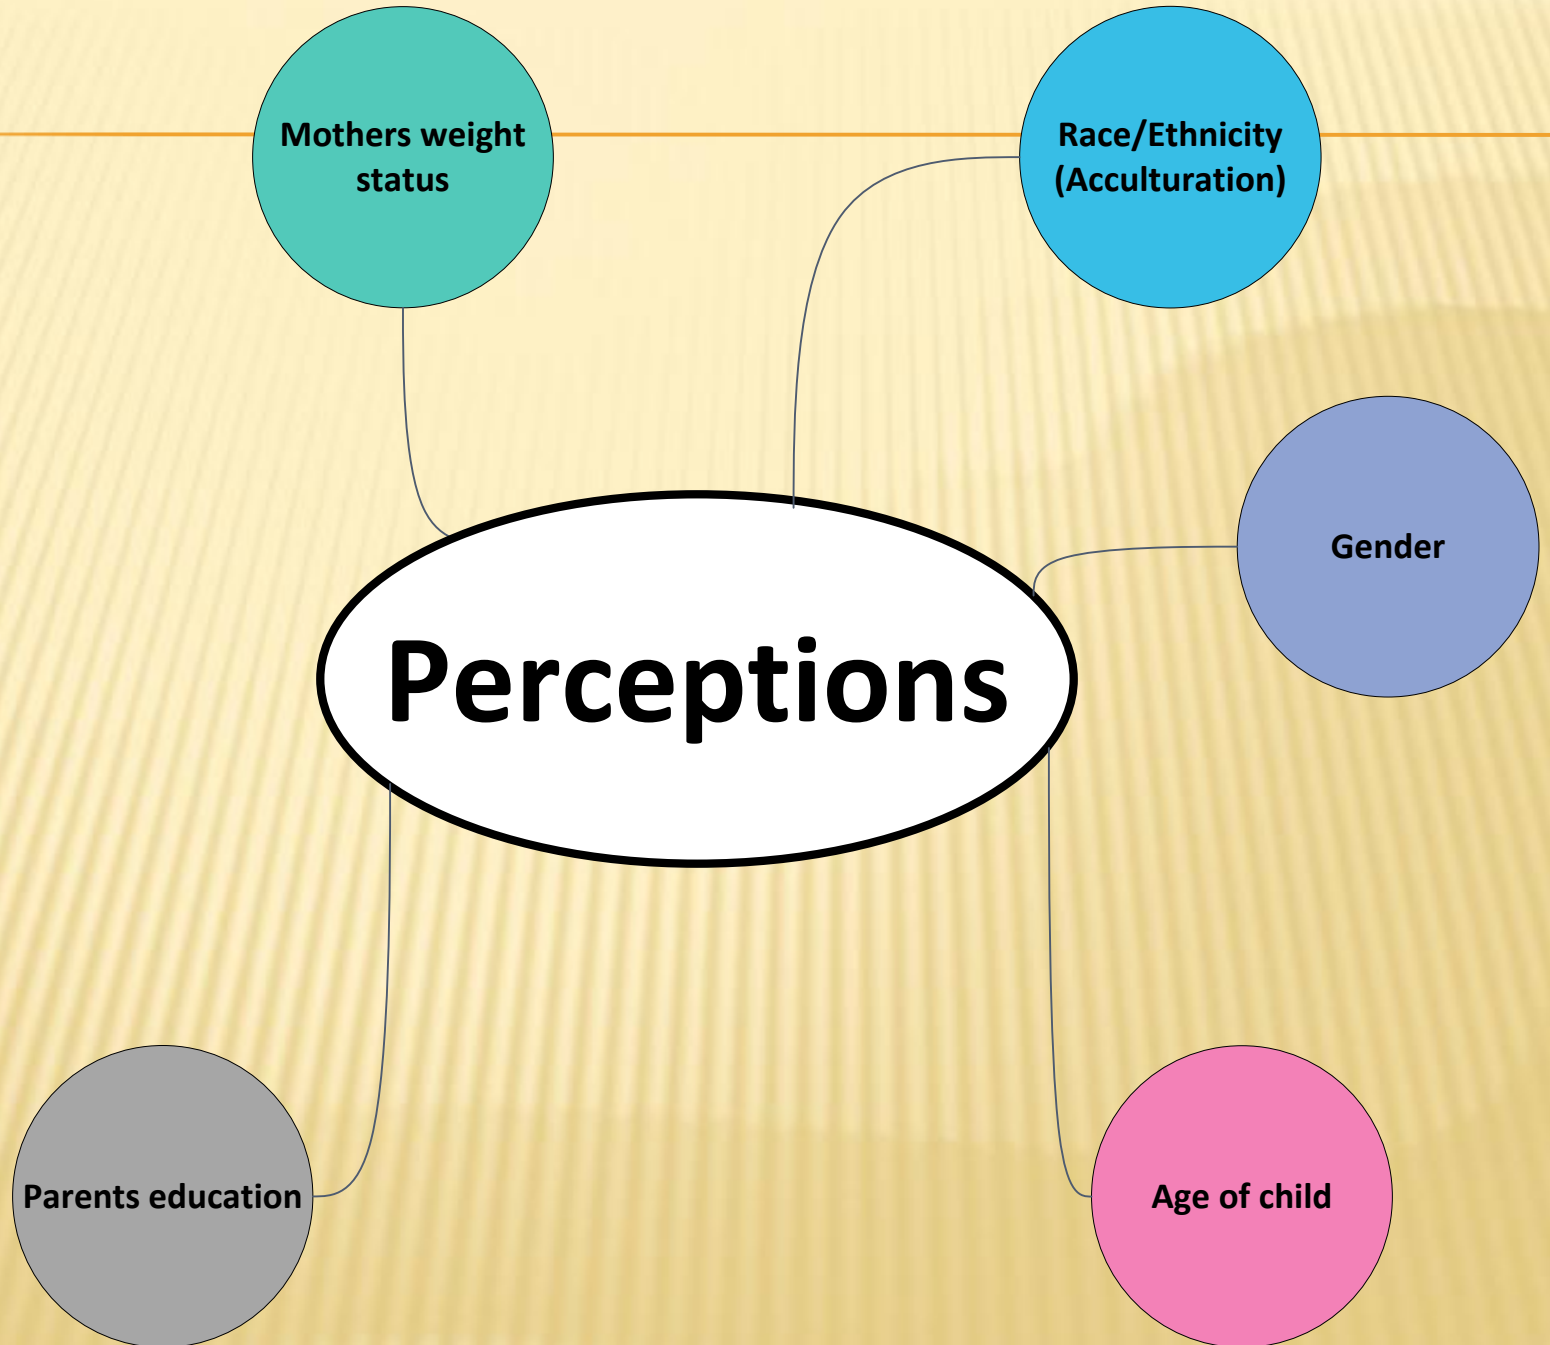 Mothers weight
status
Race/Ethnicity
(Acculturation)
Gender
Perceptions
Parents education
Age of child